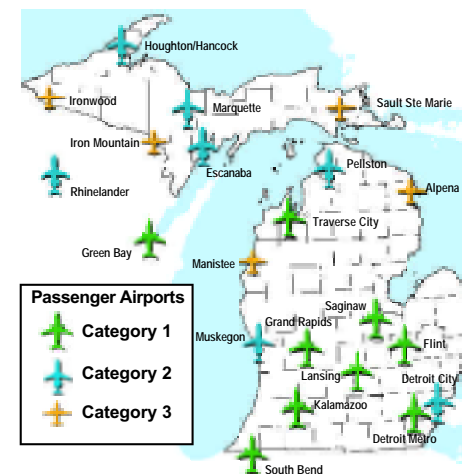 Houghton/Hancock
Ironwood
Marquette
Sault Ste Marie
Iron Mountain
Escanaba
Pellston
Rhinelander
Alpena
Traverse City
Green Bay
Manistee
Passenger Airports
Category 1
Category 2
Category 3
Saginaw
Grand Rapids
Muskegon
Flint
Lansing
Detroit City
Kalamazoo
Detroit Metro
South Bend